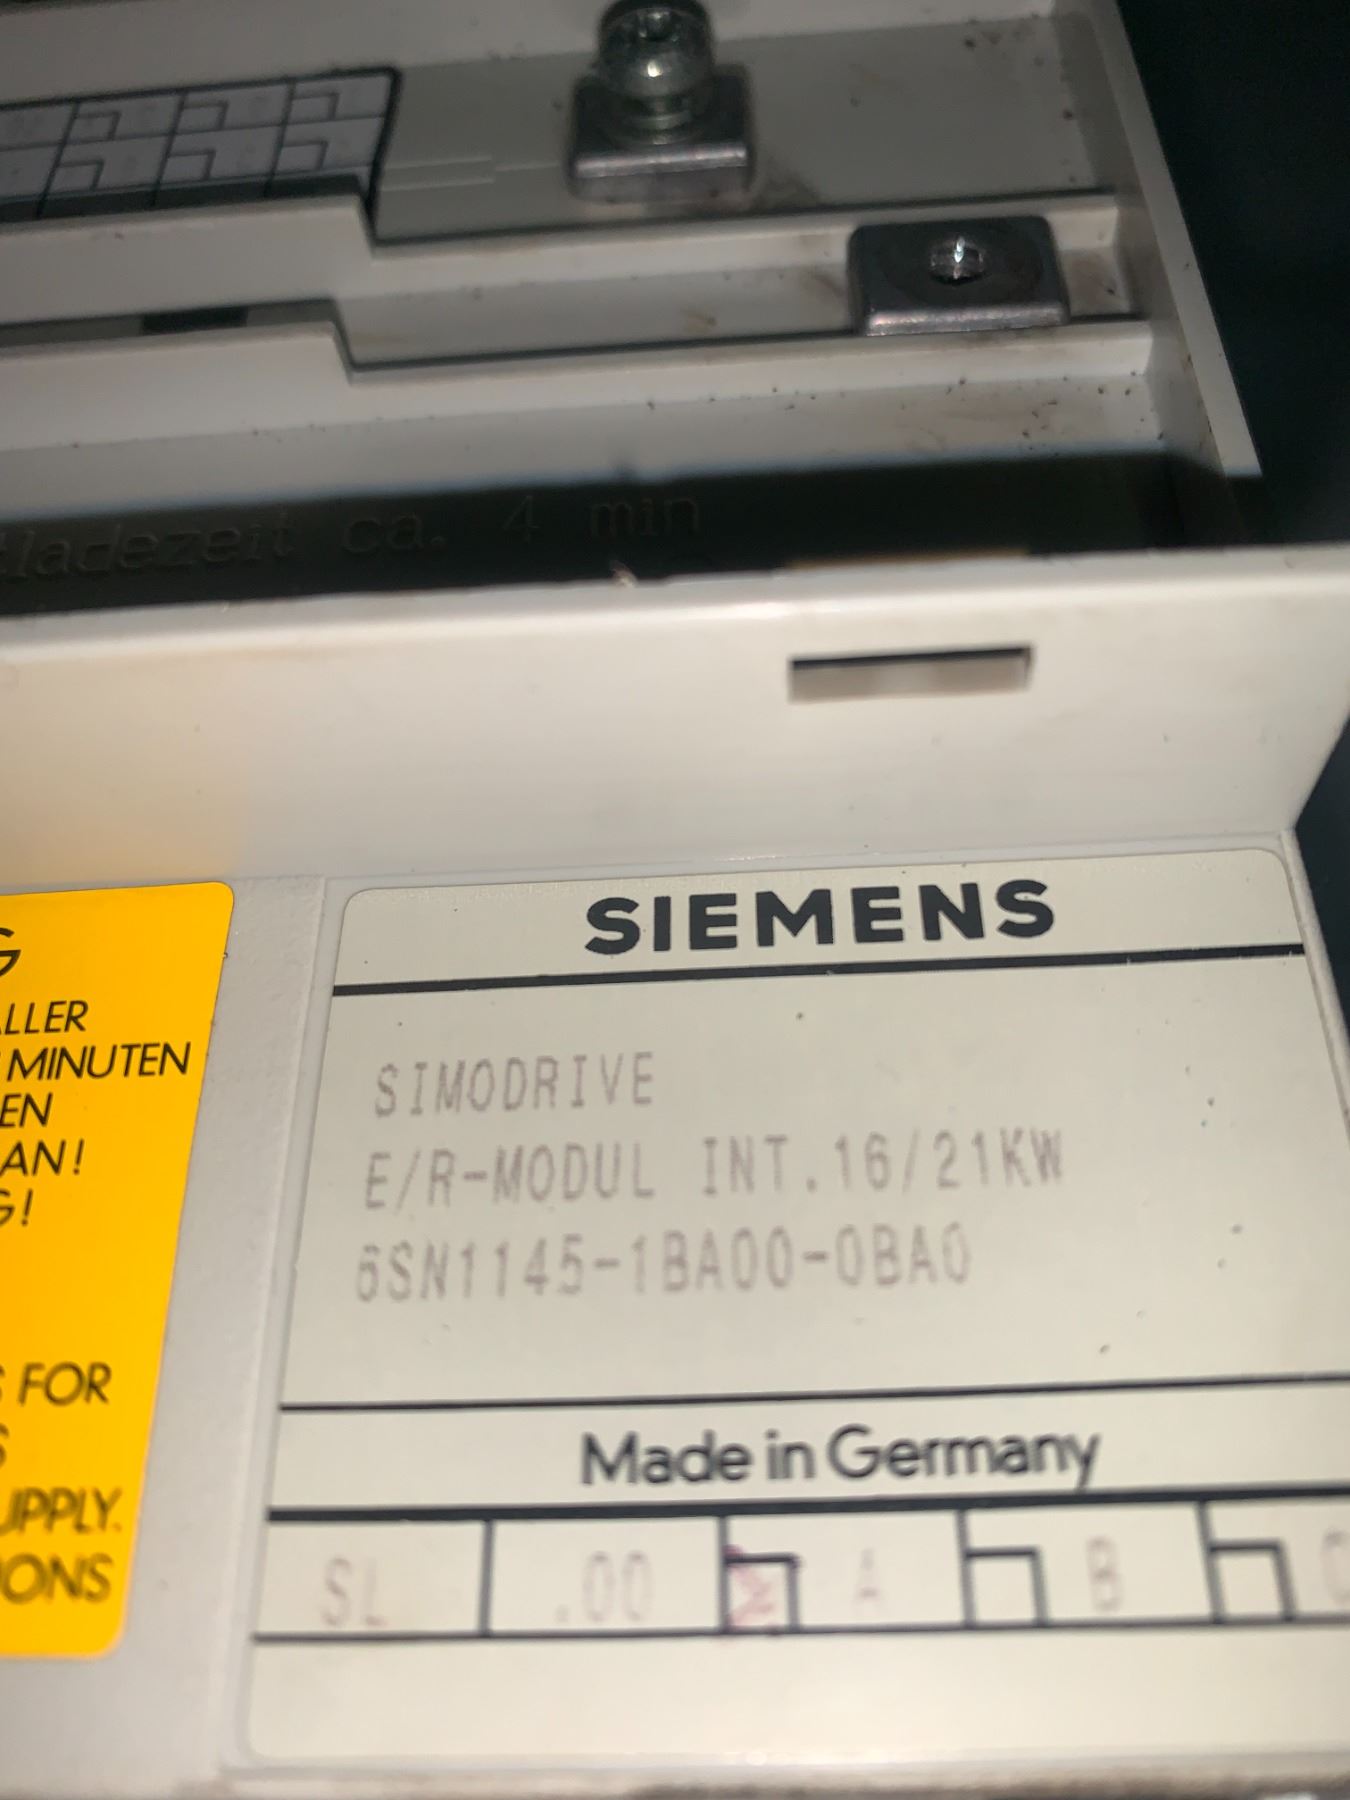 ladezeit ca. 4 min
G
ALLER
MINUTEN
EN
AN!
G!
S FOR
S
UPPLY.
IONS
SIEMENS
SIMODRIVE
E/R-MODUL INT.16/21KW
6SN1145-1BA00-0BA0
Made in Germany
SL .00 A B C